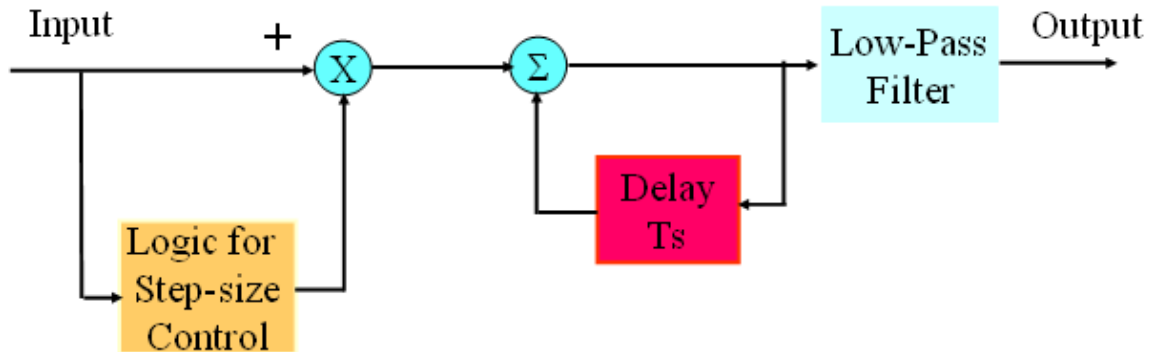 Input
+
X
Σ
Low-Pass
Filter
Output
Delay
Ts
Logic for
Step-size
Control